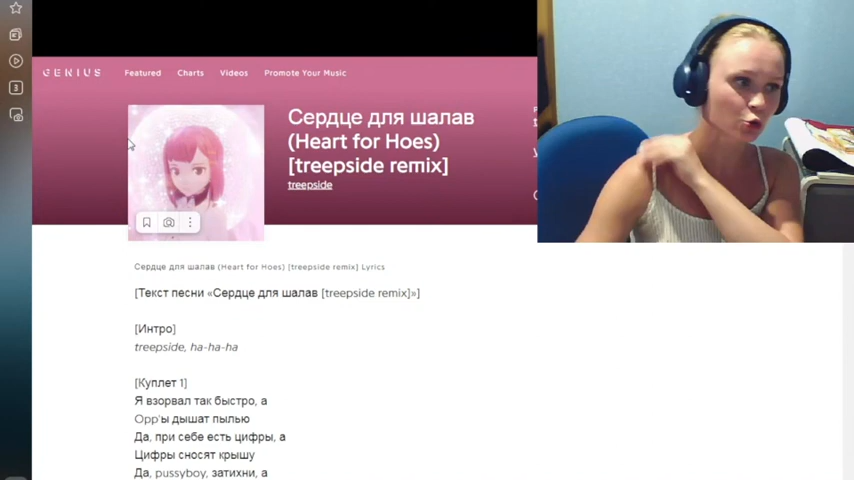 GENIUS Featured Charts Videos Promote Your Music
3
Сердце для шалав
(Heart for Hoes)
[treepside remix]
treepside
Сердце для шалав (Heart for Hoes) [treepside remix] Lyrics
[Текст песни «Сердце для шалав [treepside remix]»]
[Интро]
treepside, ha-ha-ha
[Куплет 1]
Я взорвал так быстро, а
Opp'ы дышат пылью
Да, при себе есть цифры, а
Цифры сносят крышу
Да, pussyboy, затихни, а